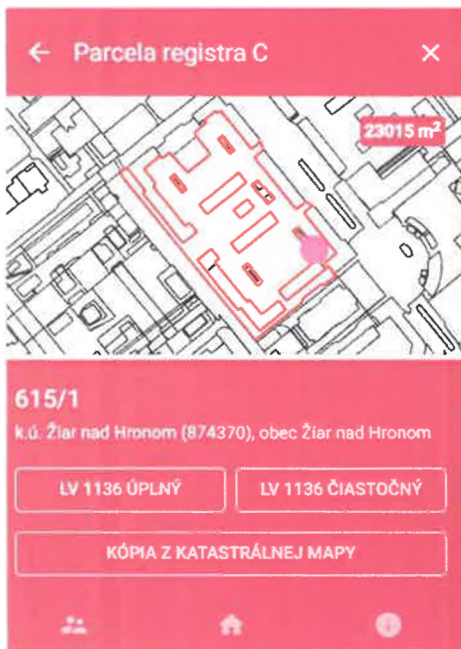 Parcela registra C
23015 m²
615/1
k.ú. Žiar nad Hronom (874370), obec Žiar nad Hronom
LV 1136 ÚPLNÝ
LV 1136 ČIASTOČNÝ
KÓPIA Z KATASTRÁLNEJ MAPY